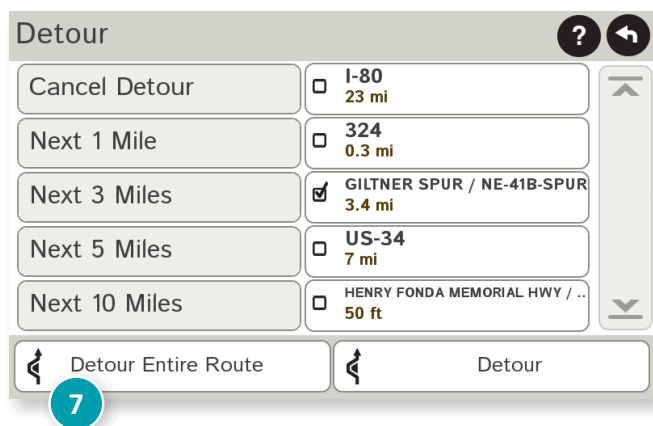 Detour
?
Cancel Detour
I-80
23 mi
Next 1 Mile
324
0.3 mi
Next 3 Miles
GILTNER SPUR / NE-41B-SPUR
3.4 mi
Next 5 Miles
US-34
7 mi
Next 10 Miles
HENRY FONDA MEMORIAL HWY / ..
50 ft
Detour Entire Route
Detour
7